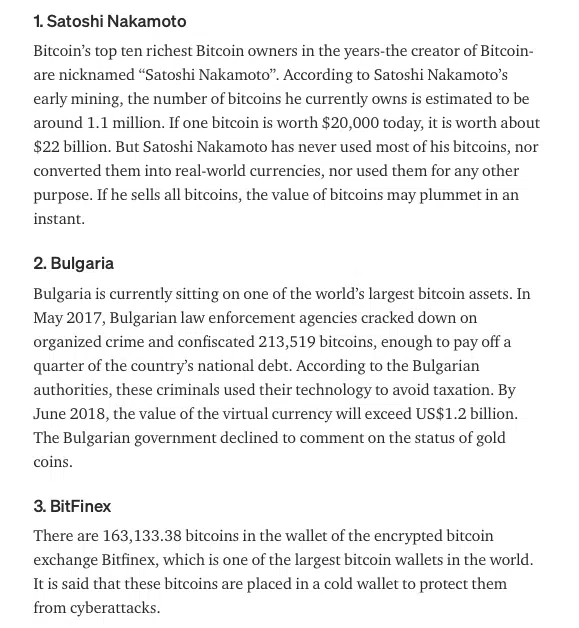 1. Satoshi Nakamoto
Bitcoin’s top ten richest Bitcoin owners in the years-the creator of Bitcoin-
are nicknamed “Satoshi Nakamoto”. According to Satoshi Nakamoto’s
early mining, the number of bitcoins he currently owns is estimated to be
around 1.1 million. If one bitcoin is worth $20,000 today, it is worth about
$22 billion. But Satoshi Nakamoto has never used most of his bitcoins, nor
converted them into real-world currencies, nor used them for any other
purpose. If he sells all bitcoins, the value of bitcoins may plummet in an
instant.
2. Bulgaria
Bulgaria is currently sitting on one of the world’s largest bitcoin assets. In
May 2017, Bulgarian law enforcement agencies cracked down on
organized crime and confiscated 213,519 bitcoins, enough to pay off a
quarter of the country’s national debt. According to the Bulgarian
authorities, these criminals used their technology to avoid taxation. By
June 2018, the value of the virtual currency will exceed US$1.2 billion.
The Bulgarian government declined to comment on the status of gold
coins.
3. BitFinex
There are 163,133.38 bitcoins in the wallet of the encrypted bitcoin
exchange Bitfinex, which is one of the largest bitcoin wallets in the world.
It is said that these bitcoins are placed in a cold wallet to protect them
from cyberattacks.